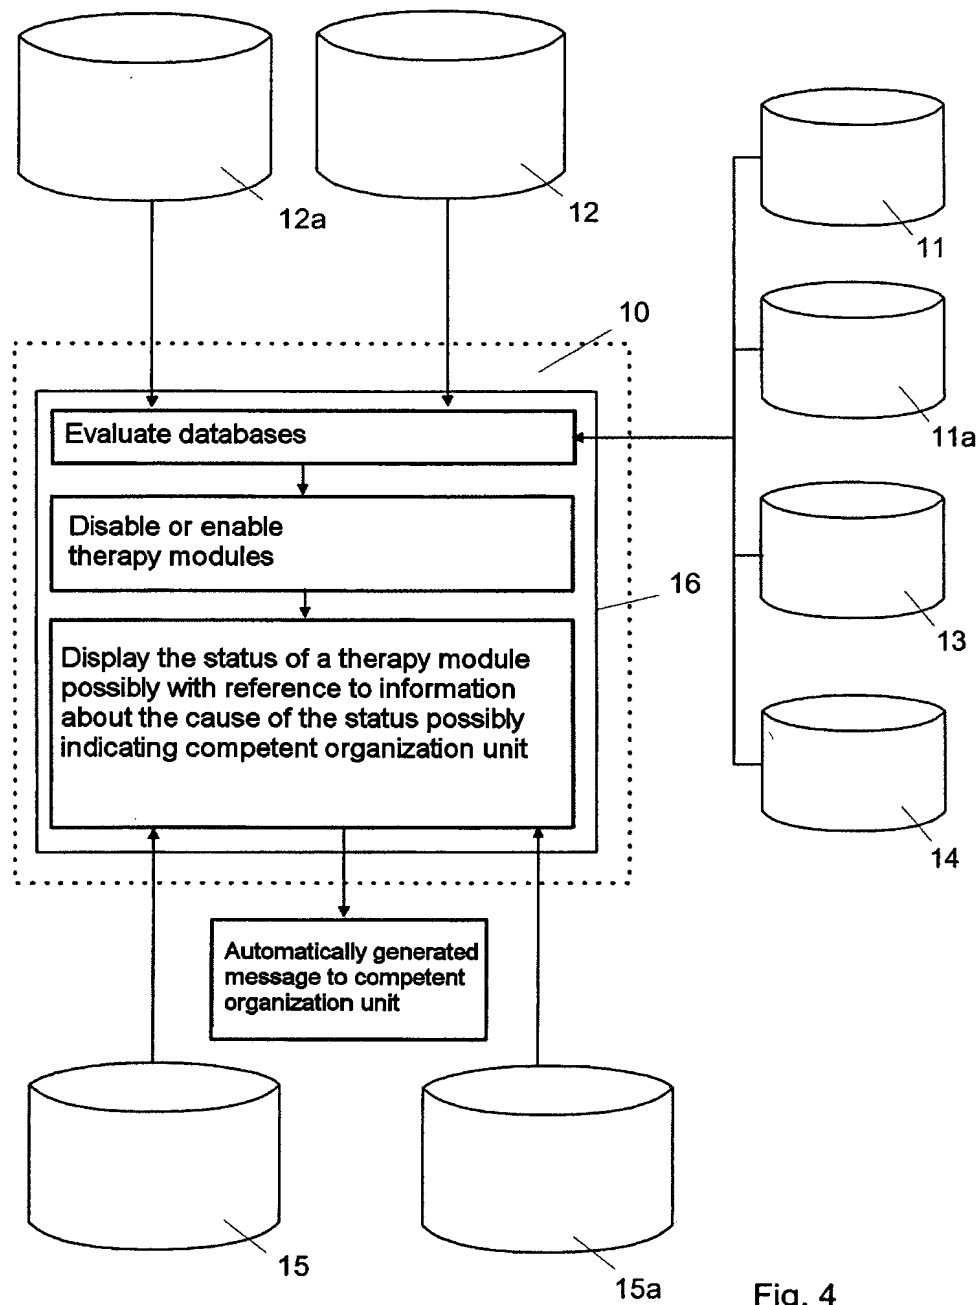 12a
12
11
10
11a
Evaluate databases
Disable or enable
therapy modules
16
13
Display the status of a therapy module
possibly with reference to information
about the cause of the status possibly
indicating competent organization unit
14
Automatically generated
message to competent
organization unit
15
15a
Fig. 4